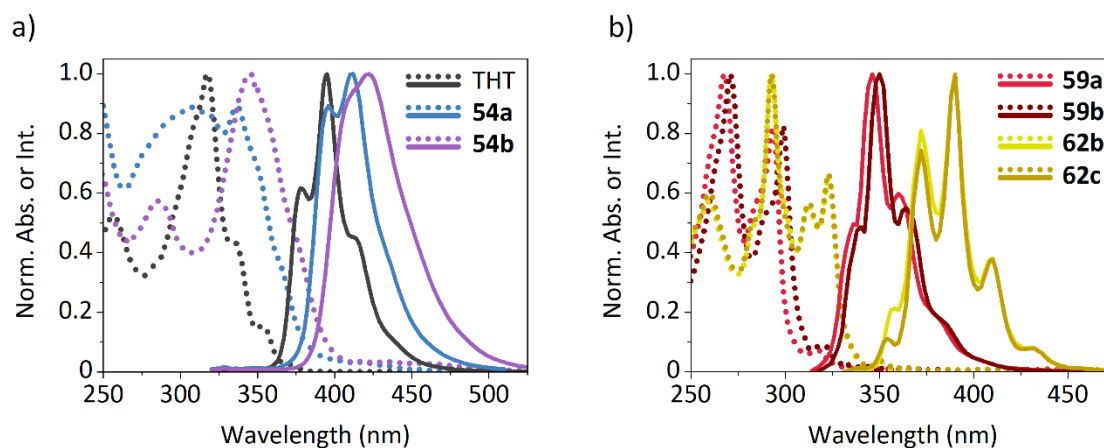 a)
Norm. Abs. or Int.
1.0
0.8
0.6
0.4
0.2
0
250 300 350 400 450 500
Wavelength (nm)
THT
54a
54b
b)
Norm. Abs. or Int.
1.0
0.8
0.6
0.4
0.2
0
250 300 350 400 450
Wavelength (nm)
59a
59b
62b
62c